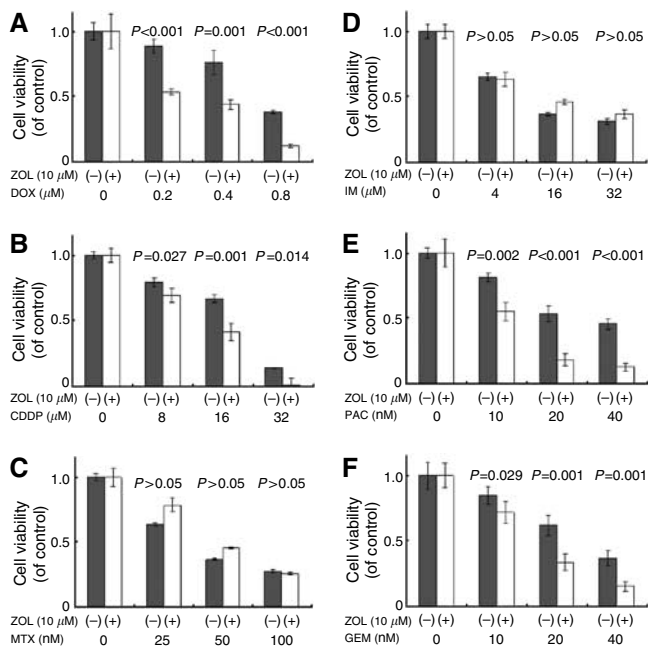 A
P<0.001 P=0.001 P<0.001
1.0
0.5
0
Cell viability
(of control)
ZOL (10 μM) (−) (+) (−) (+) (−) (+) (−) (+)
DOX (μM) 0 0.2 0.4 0.8
B
P=0.027 P=0.001 P=0.014
1.0
0.5
0
Cell viability
(of control)
ZOL (10 μM) (−) (+) (−) (+) (−) (+) (−) (+)
CDDP (μM) 0 8 16 32
C
P>0.05 P>0.05 P>0.05
1.0
0.5
0
Cell viability
(of control)
ZOL (10 μM) (−) (+) (−) (+) (−) (+) (−) (+)
MTX (nM) 0 25 50 100
D
P>0.05 P>0.05 P>0.05
1.0
0.5
0
Cell viability
(of control)
ZOL (10 μM) (−) (+) (−) (+) (−) (+) (−) (+)
IM (μM) 0 4 16 32
E
P=0.002 P<0.001 P<0.001
1.0
0.5
0
Cell viability
(of control)
ZOL (10 μM) (−) (+) (−) (+) (−) (+) (−) (+)
PAC (nM) 0 10 20 40
F
P=0.029 P=0.001 P=0.001
1.0
0.5
0
Cell viability
(of control)
ZOL (10 μM) (−) (+) (−) (+) (−) (+) (−) (+)
GEM (nM) 0 10 20 40